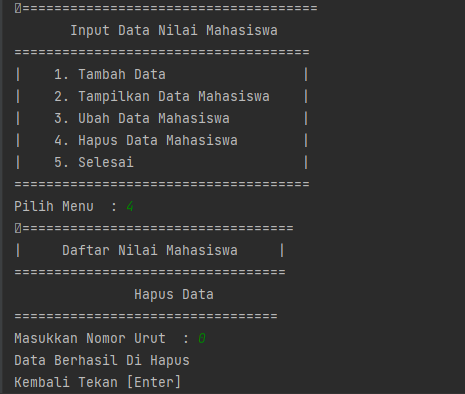 =====================================
Input Data Nilai Mahasiswa
=====================================
|    1. Tambah Data                 |
|    2. Tampilkan Data Mahasiswa    |
|    3. Ubah Data Mahasiswa         |
|    4. Hapus Data Mahasiswa        |
|    5. Selesai                     |
=====================================
Pilih Menu  : 4
==================================
|     Daftar Nilai Mahasiswa     |
==================================
Hapus Data
=================================
Masukkan Nomor Urut  : 0
Data Berhasil Di Hapus
Kembali Tekan [Enter]